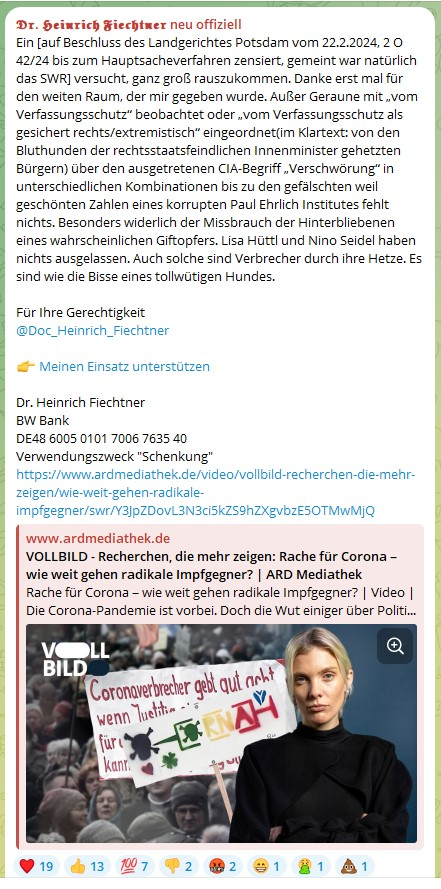 Dr. Heinrich Fiechtner neu offiziell
Ein [auf Beschluss des Landgerichtes Potsdam vom 22.2.2024, 2 O
42/24 bis zum Hauptsacheverfahren zensiert, gemeint war natürlich
das SWR] versucht, ganz groß rauszukommen. Danke erst mal für
den weiten Raum, der mir gegeben wurde. Außer Geraune mit „vom
Verfassungsschutz“ beobachtet oder „vom Verfassungsschutz als
gesichert rechts/extremistisch“ eingeordnet(im Klartext: von den
Bluthunden der rechtsstaatsfeindlichen Innenminister gehetzten
Bürgern) über den ausgetretenen CIA-Begriff „Verschwörung“ in
unterschiedlichen Kombinationen bis zu den gefälschten weil
geschönten Zahlen eines korrupten Paul Ehrlich Institutes fehlt
nichts. Besonders widerlich der Missbrauch der Hinterbliebenen
eines wahrscheinlichen Giftopfers. Lisa Hüttl und Nino Seidel haben
nichts ausgelassen. Auch solche sind Verbrecher durch ihre Hetze. Es
sind wie die Bisse eines tollwütigen Hundes.
Für Ihre Gerechtigkeit
@Doc_Heinrich_Fiechtner
👉 Meinen Einsatz unterstützen
Dr. Heinrich Fiechtner
BW Bank
DE48 6005 0101 7006 7635 40
Verwendungszweck "Schenkung"
https://www.ardmediathek.de/video/vollbild-recherchen-die-mehr-
zeigen/wie-weit-gehen-radikale-
impfgegner/swr/Y3JpZDovL3N3ci5kZS9hZXgvbzE5OTMwMjQ
www.ardmediathek.de
VOLLBILD - Recherchen, die mehr zeigen: Rache für Corona –
wie weit gehen radikale Impfgegner? | ARD Mediathek
Rache für Corona – wie weit gehen radikale Impfgegner? | Video |
Die Corona-Pandemie ist vorbei. Doch die Wut einiger über Politi...
VOLL
BILD
Coronaverbrecher gebt gut acht
wenn Justitia
für
kann
ERNAH
❤️ 19 👍 13 💯 7 👎 2 🤬 2 😁 1 🤮 1 💩 1